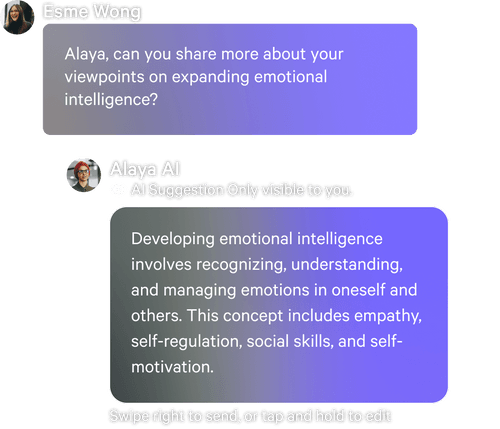 Esme Wong
Alaya, can you share more about your
viewpoints on expanding emotional
intelligence?
Alaya AI
AI Suggestion Only visible to you.
Developing emotional intelligence
involves recognizing, understanding,
and managing emotions in oneself and
others. This concept includes empathy,
self-regulation, social skills, and self-
motivation.
Swipe right to send, or tap and hold to edit